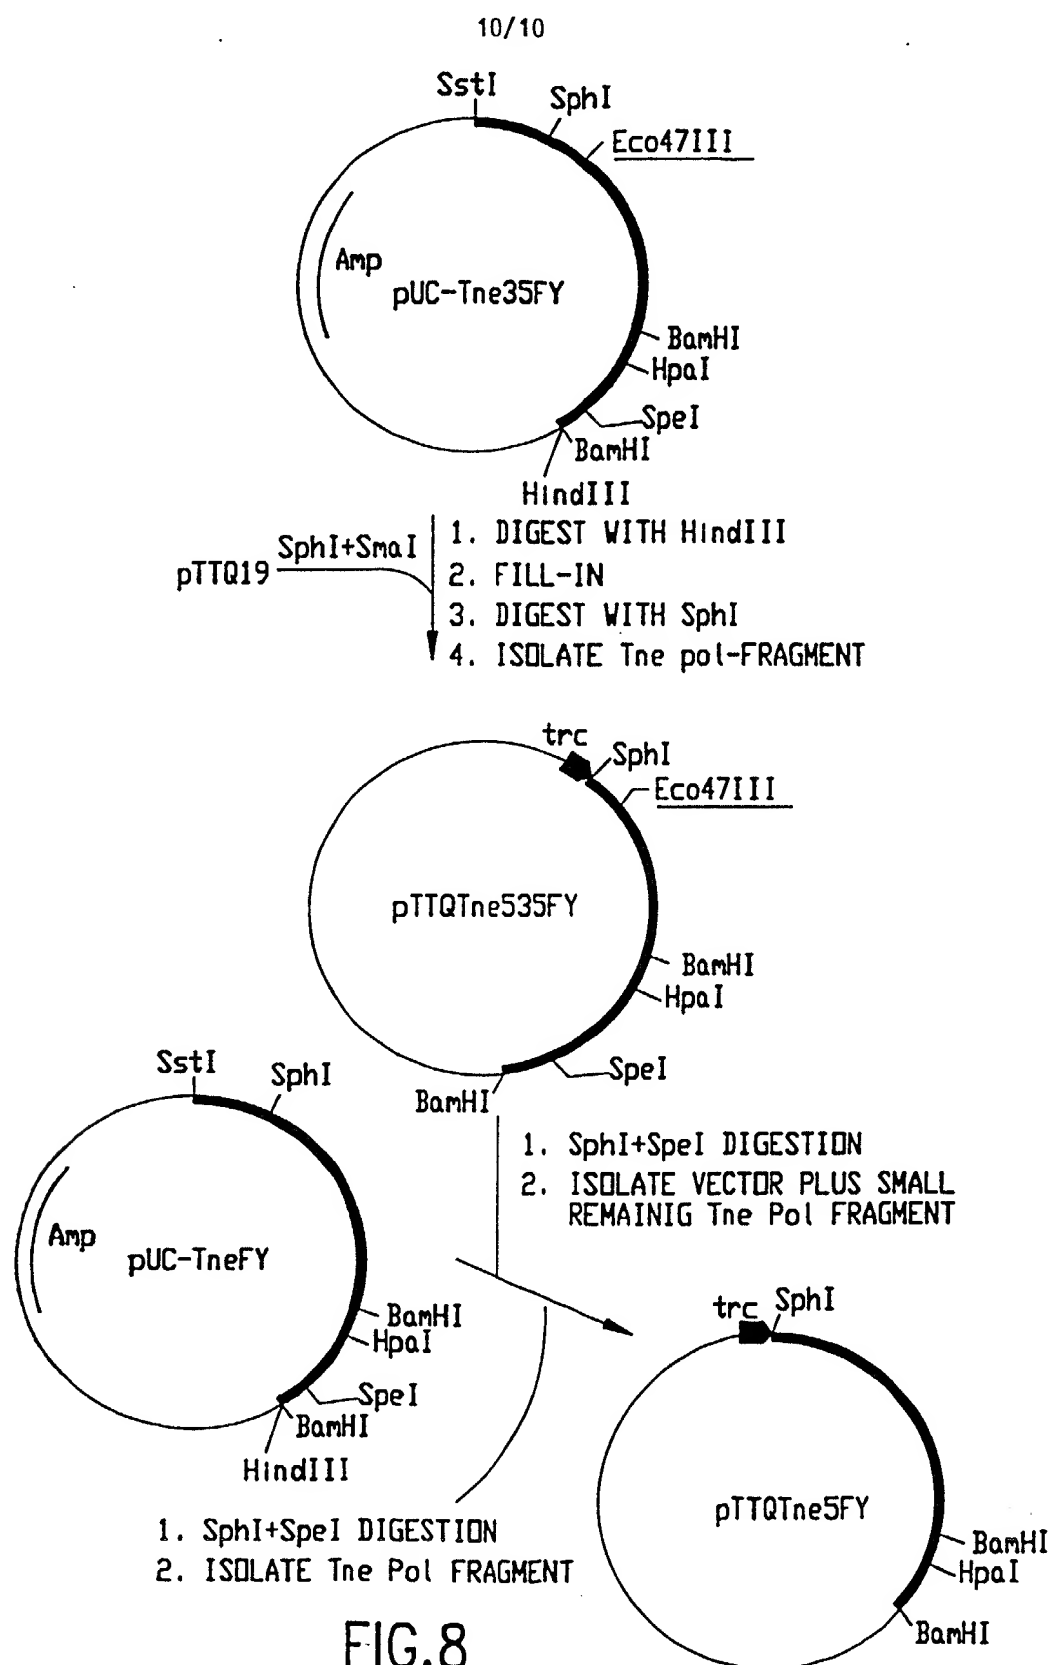 10/10
SstI
SphI
Eco47III
Amp
pUC-Tne35FY
BamHI
HpaI
SpeI
BamHI
HindIII
pTTQ19
SphI+SmaI
1. DIGEST WITH HindIII
2. FILL-IN
3. DIGEST WITH SphI
4. ISOLATE Tne pol-FRAGMENT
trc
SphI
Eco47III
pTTQTne535FY
BamHI
HpaI
SpeI
BamHI
1. SphI+SpeI DIGESTION
2. ISOLATE VECTOR PLUS SMALL
REMAINIG Tne Pol FRAGMENT
SstI
SphI
Amp
pUC-TneFY
BamHI
HpaI
SpeI
BamHI
HindIII
1. SphI+SpeI DIGESTION
2. ISOLATE Tne Pol FRAGMENT
trc
SphI
pTTQTne5FY
BamHI
HpaI
BamHI
FIG.8